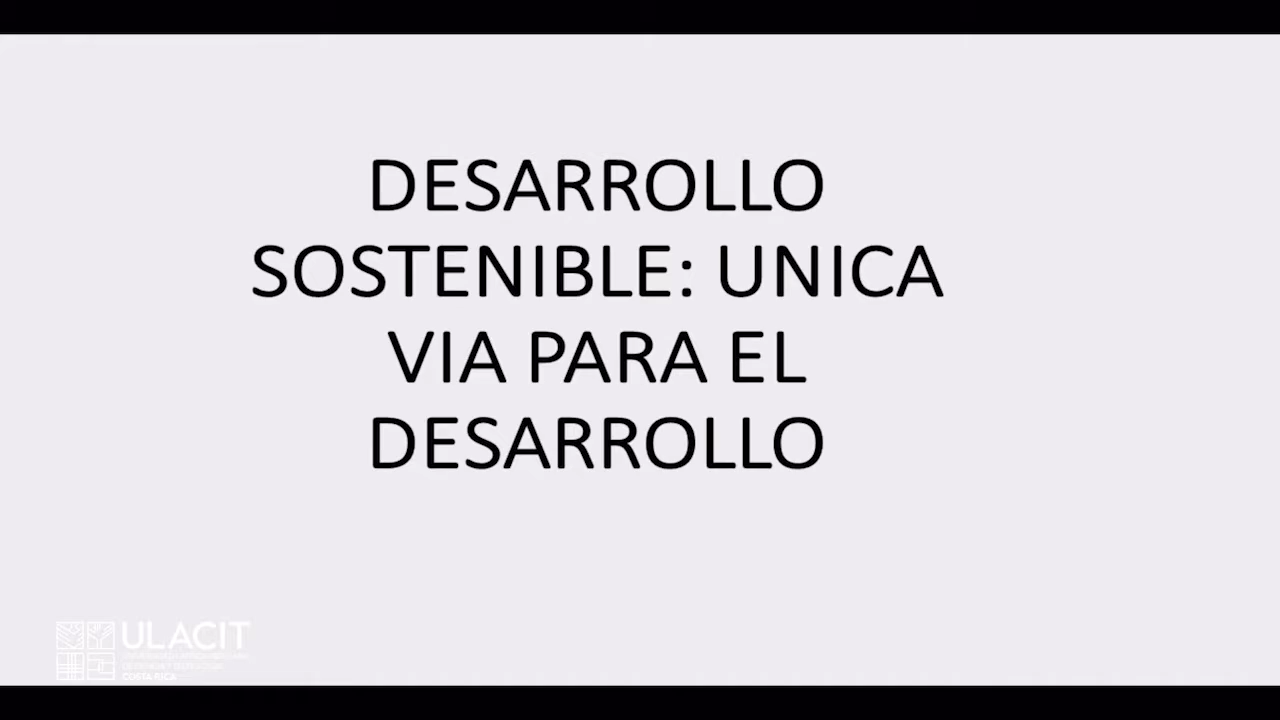 DESARROLLO
SOSTENIBLE: UNICA
VIA PARA EL
DESARROLLO
ULACIT
COSTA RICA